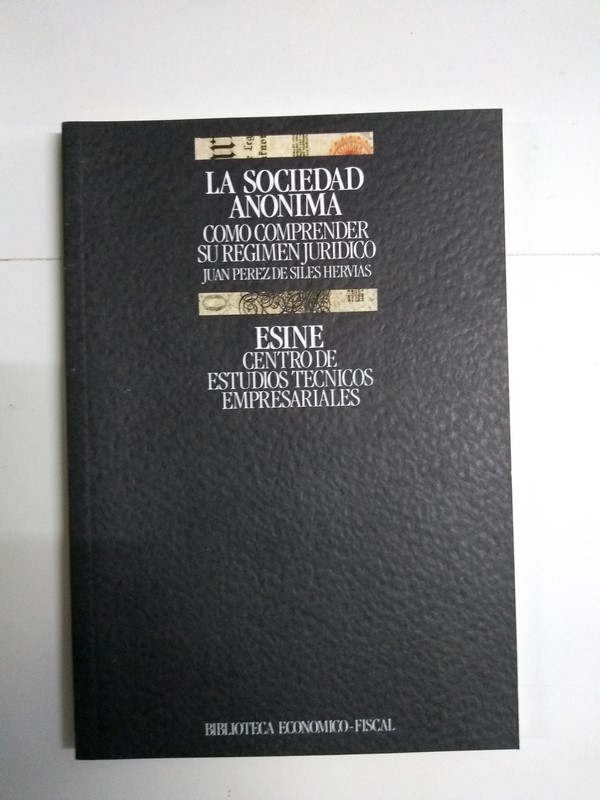 LA SOCIEDAD
ANONIMA
COMO COMPRENDER
SU REGIMEN JURIDICO
JUAN PEREZ DE SILES HERVIAS
ESINE
CENTRO DE
ESTUDIOS TECNICOS
EMPRESARIALES
BIBLIOTECA ECONOMICO-FISCAL